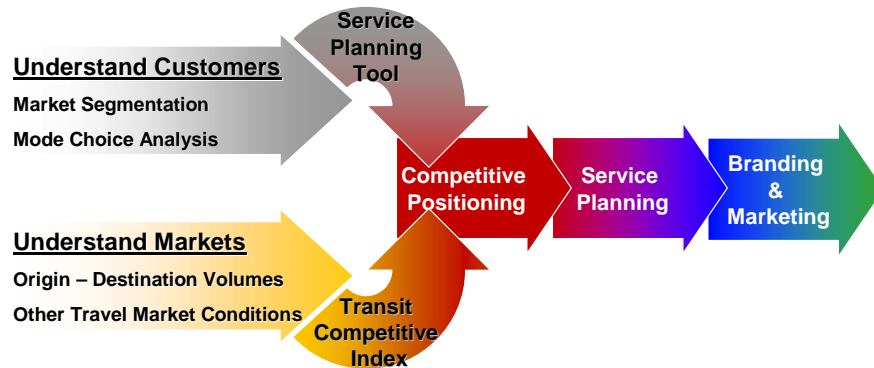 Service
Planning
Tool
Understand Customers
Market Segmentation
Mode Choice Analysis
Competitive
Positioning
Service
Planning
Branding
&
Marketing
Understand Markets
Origin – Destination Volumes
Other Travel Market Conditions
Transit
Competitive
Index